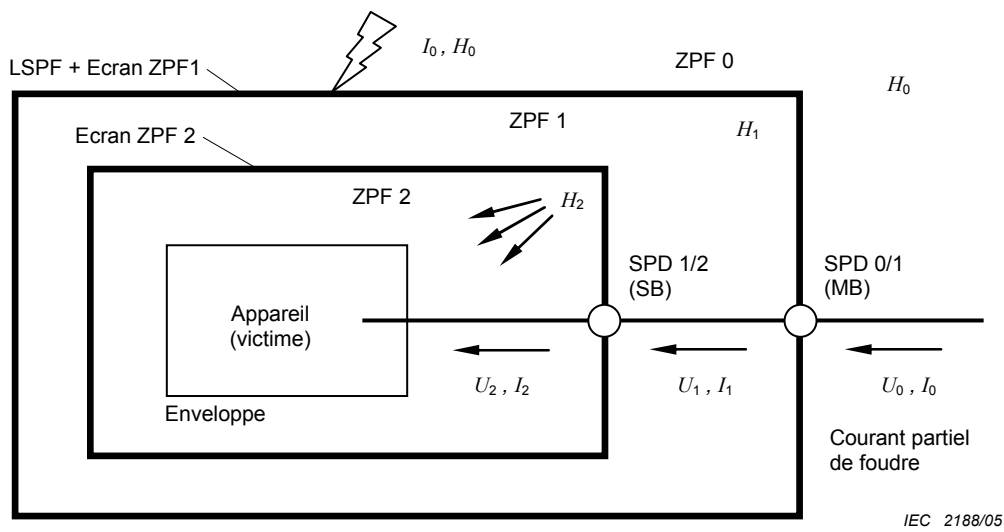 I₀ , H₀
ZPF 0
LSPF + Ecran ZPF1
H₀
ZPF 1
H₁
Ecran ZPF 2
ZPF 2
H₂
SPD 1/2
(SB)
SPD 0/1
(MB)
Appareil
(victime)
U₂ , I₂
U₁ , I₁
U₀ , I₀
Enveloppe
Courant partiel
de foudre
IEC 2188/05